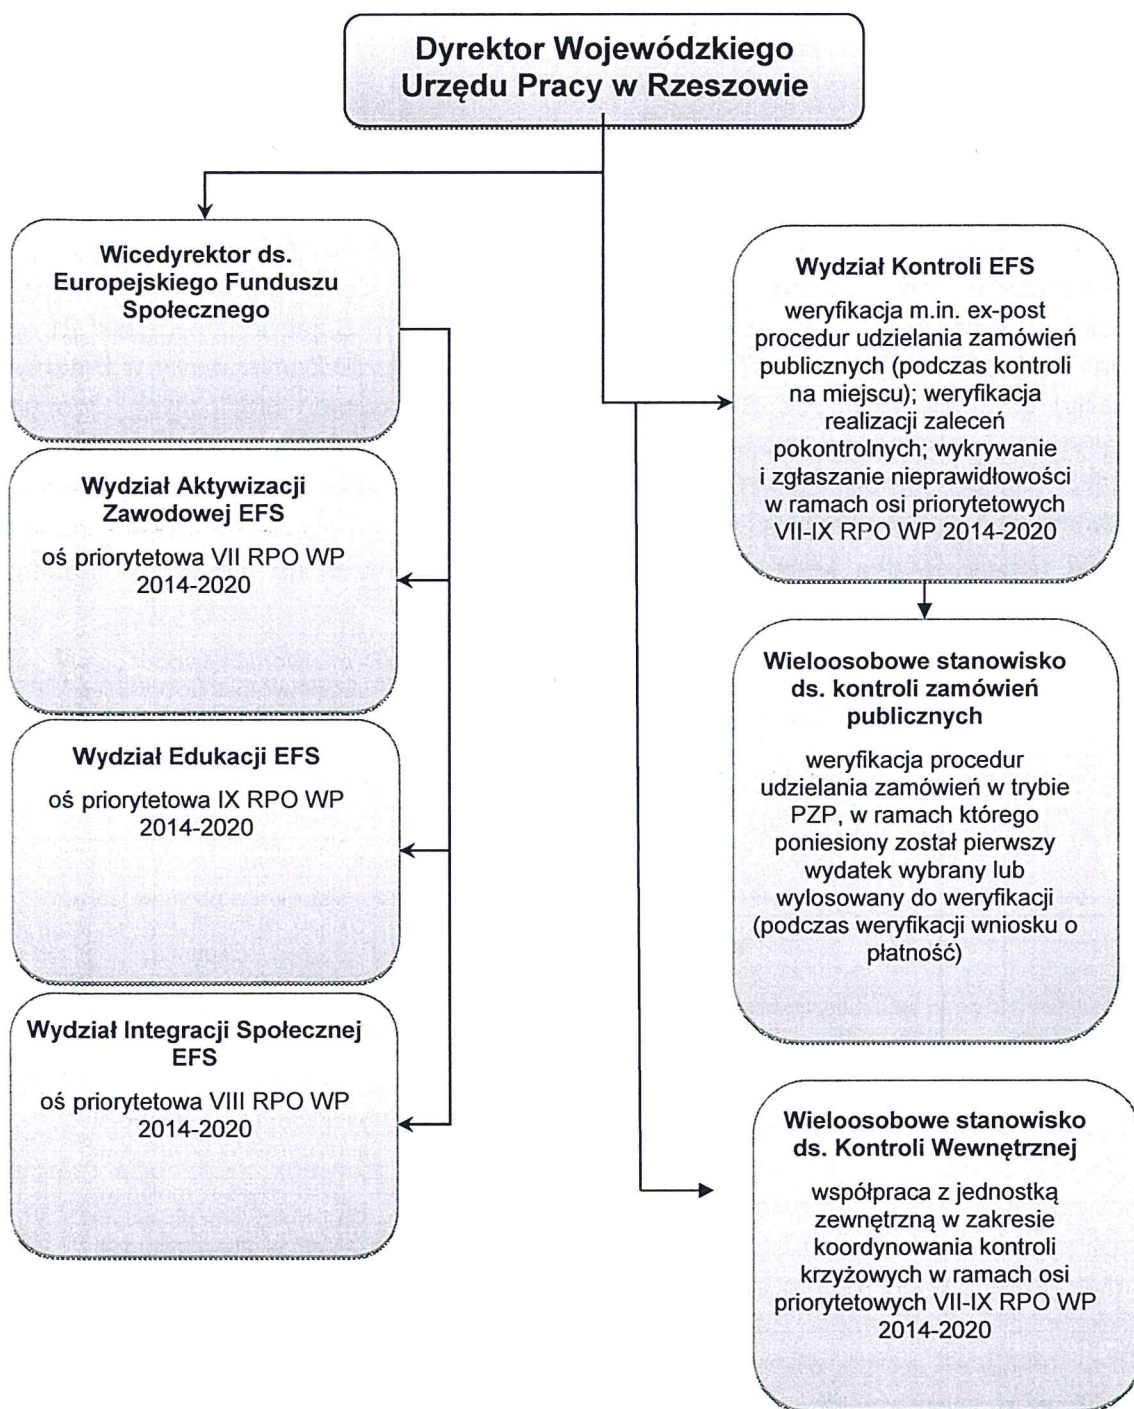 Dyrektor Wojewódzkiego
Urzędu Pracy w Rzeszowie
Wicedyrektor ds.
Europejskiego Funduszu
Społecznego
Wydział Aktywizacji
Zawodowej EFS
oś priorytetowa VII RPO WP
2014-2020
Wydział Edukacji EFS
oś priorytetowa IX RPO WP
2014-2020
Wydział Integracji Społecznej
EFS
oś priorytetowa VIII RPO WP
2014-2020
Wydział Kontroli EFS
weryfikacja m.in. ex-post
procedur udzielania zamówień
publicznych (podczas kontroli
na miejscu); weryfikacja
realizacji zaleceń
pokontrolnych; wykrywanie
i zgłaszanie nieprawidłowości
w ramach osi priorytetowych
VII-IX RPO WP 2014-2020
Wieloosobowe stanowisko
ds. kontroli zamówień
publicznych
weryfikacja procedur
udzielania zamówień w trybie
PZP, w ramach którego
poniesiony został pierwszy
wydatek wybrany lub
wylosowany do weryfikacji
(podczas weryfikacji wniosku o
płatność)
Wieloosobowe stanowisko
ds. Kontroli Wewnętrznej
współpraca z jednostką
zewnętrzną w zakresie
koordynowania kontroli
krzyżowych w ramach osi
priorytetowych VII-IX RPO WP
2014-2020